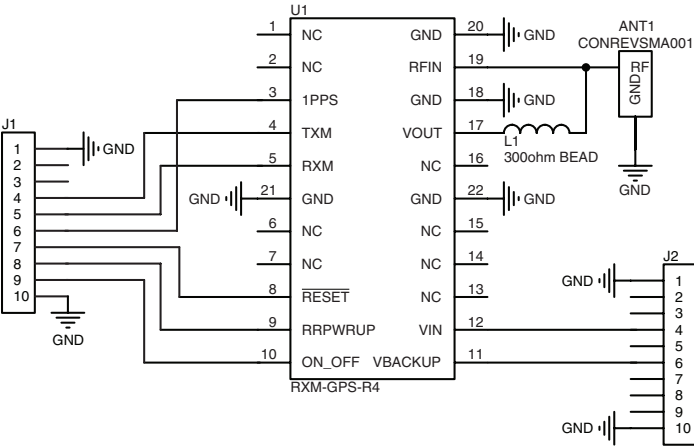 U1
1 NC GND 20 GND
2 NC RFIN 19
3 1PPS GND 18 GND
4 TXM VOUT 17
5 RXM NC 16
GND 21 GND GND 22 GND
6 NC NC 15
7 NC NC 14
8 RESET NC 13
9 RRPWRUP VIN 12
10 ON_OFF VBACKUP 11
RXM-GPS-R4
ANT1
CONREVSMA001
RF
GND
GND
L1
300ohm BEAD
J1
1 GND
2
3
4
5
6
7
8
9
10
GND
J2
GND 1
2
3
4
5
6
7
8
9
GND 10